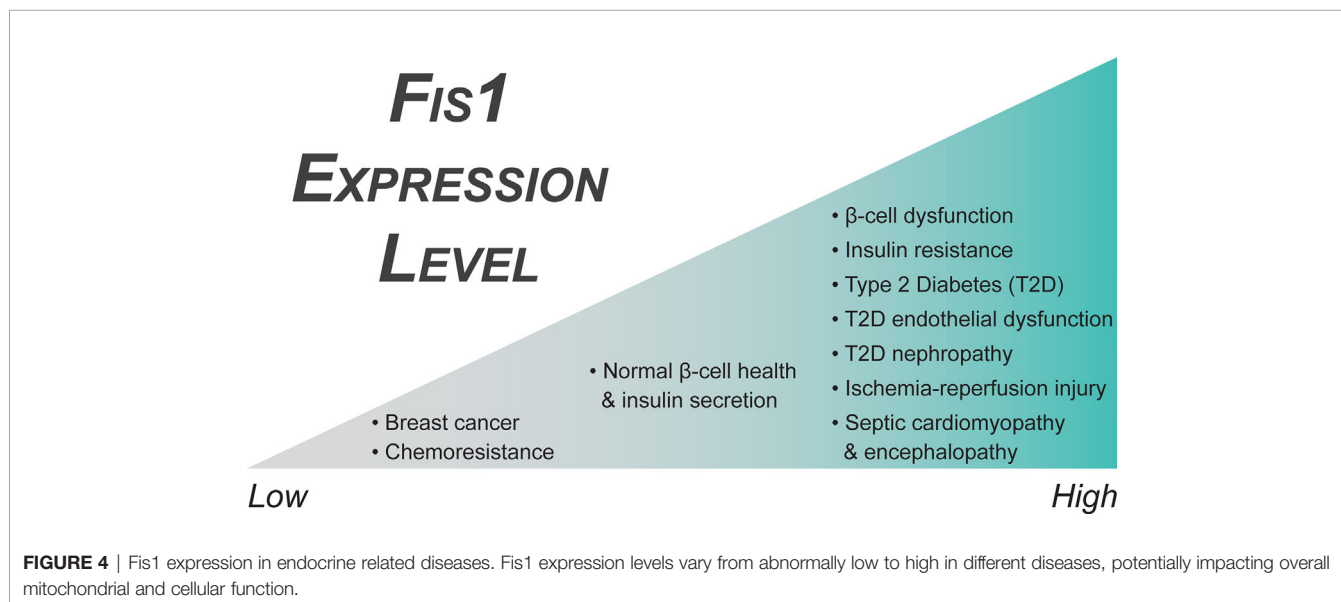 FIS1
EXPRESSION
LEVEL
• β-cell dysfunction
• Insulin resistance
• Type 2 Diabetes (T2D)
• T2D endothelial dysfunction
• T2D nephropathy
• Ischemia-reperfusion injury
• Septic cardiomyopathy
& encephalopathy
• Normal β-cell health
& insulin secretion
• Breast cancer
• Chemoresistance
Low
High
FIGURE 4 | Fis1 expression in endocrine related diseases. Fis1 expression levels vary from abnormally low to high in different diseases, potentially impacting overall
mitochondrial and cellular function.